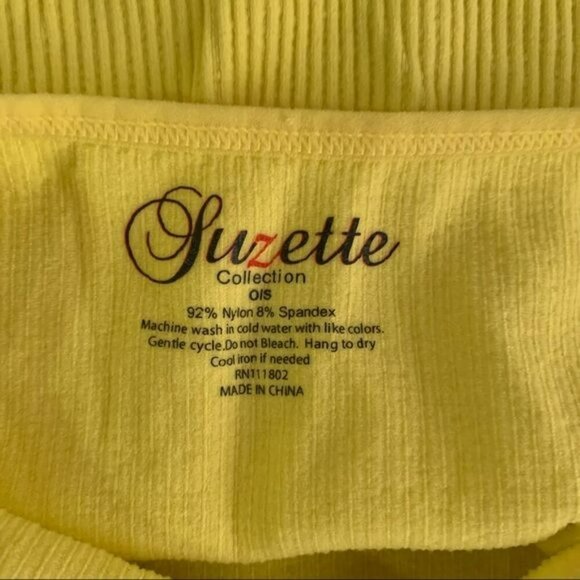 Suzette
Collection
O/S
92% Nylon 8% Spandex
Machine wash in cold water with like colors.
Gentle cycle.Do not Bleach. Hang to dry
Cool iron if needed
RN111802
MADE IN CHINA